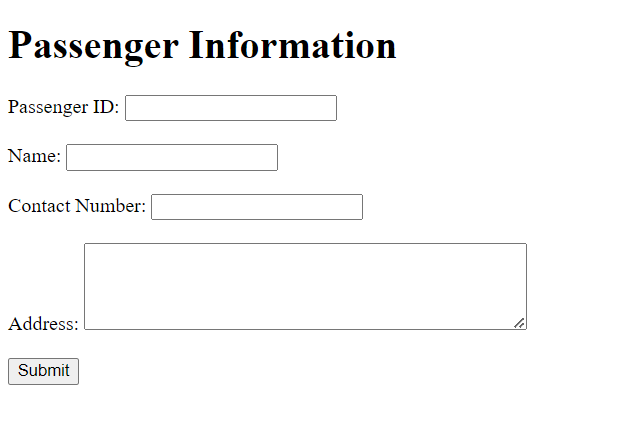 Passenger Information
Passenger ID:
Name:
Contact Number:
Address:
Submit